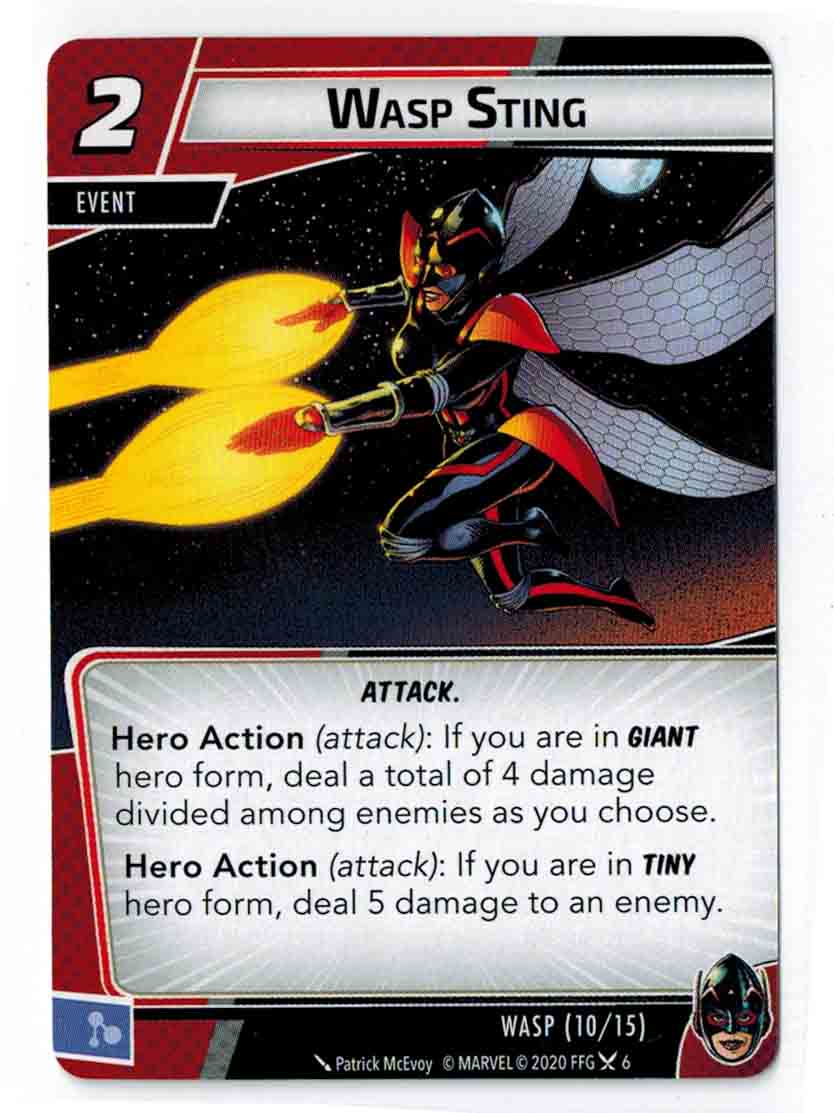 2
WASP STING
EVENT
ATTACK.
Hero Action (attack): If you are in GIANT
hero form, deal a total of 4 damage
divided among enemies as you choose.
Hero Action (attack): If you are in TINY
hero form, deal 5 damage to an enemy.
WASP (10/15)
Patrick McEvoy © MARVEL © 2020 FFG 6